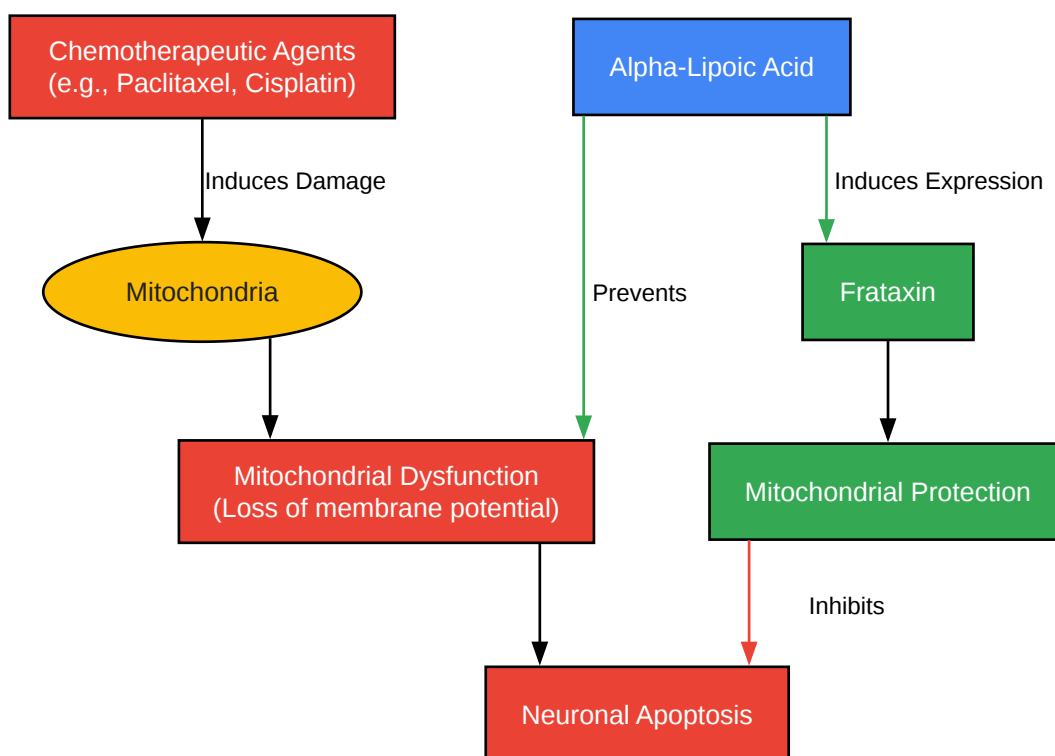 Chemotherapeutic Agents
(e.g., Paclitaxel, Cisplatin)
Alpha-Lipoic Acid
Induces Damage
Induces Expression
Mitochondria
Prevents
Frataxin
Mitochondrial Dysfunction
(Loss of membrane potential)
Mitochondrial Protection
Inhibits
Neuronal Apoptosis